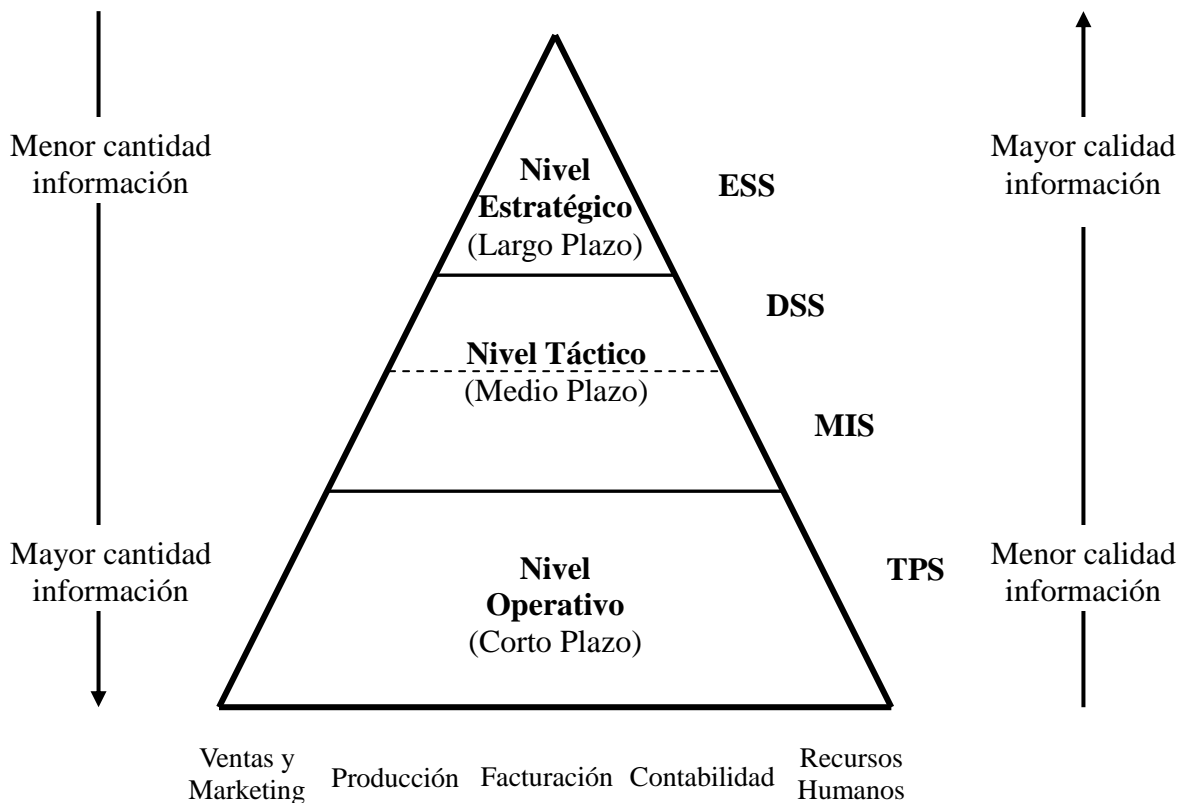 Menor cantidad
información
Mayor calidad
información
Nivel
Estratégico
(Largo Plazo)
ESS
DSS
Nivel Táctico
(Medio Plazo)
MIS
Mayor cantidad
información
Nivel
Operativo
(Corto Plazo)
TPS
Menor calidad
información
Ventas y
Marketing
Producción
Facturación
Contabilidad
Recursos
Humanos